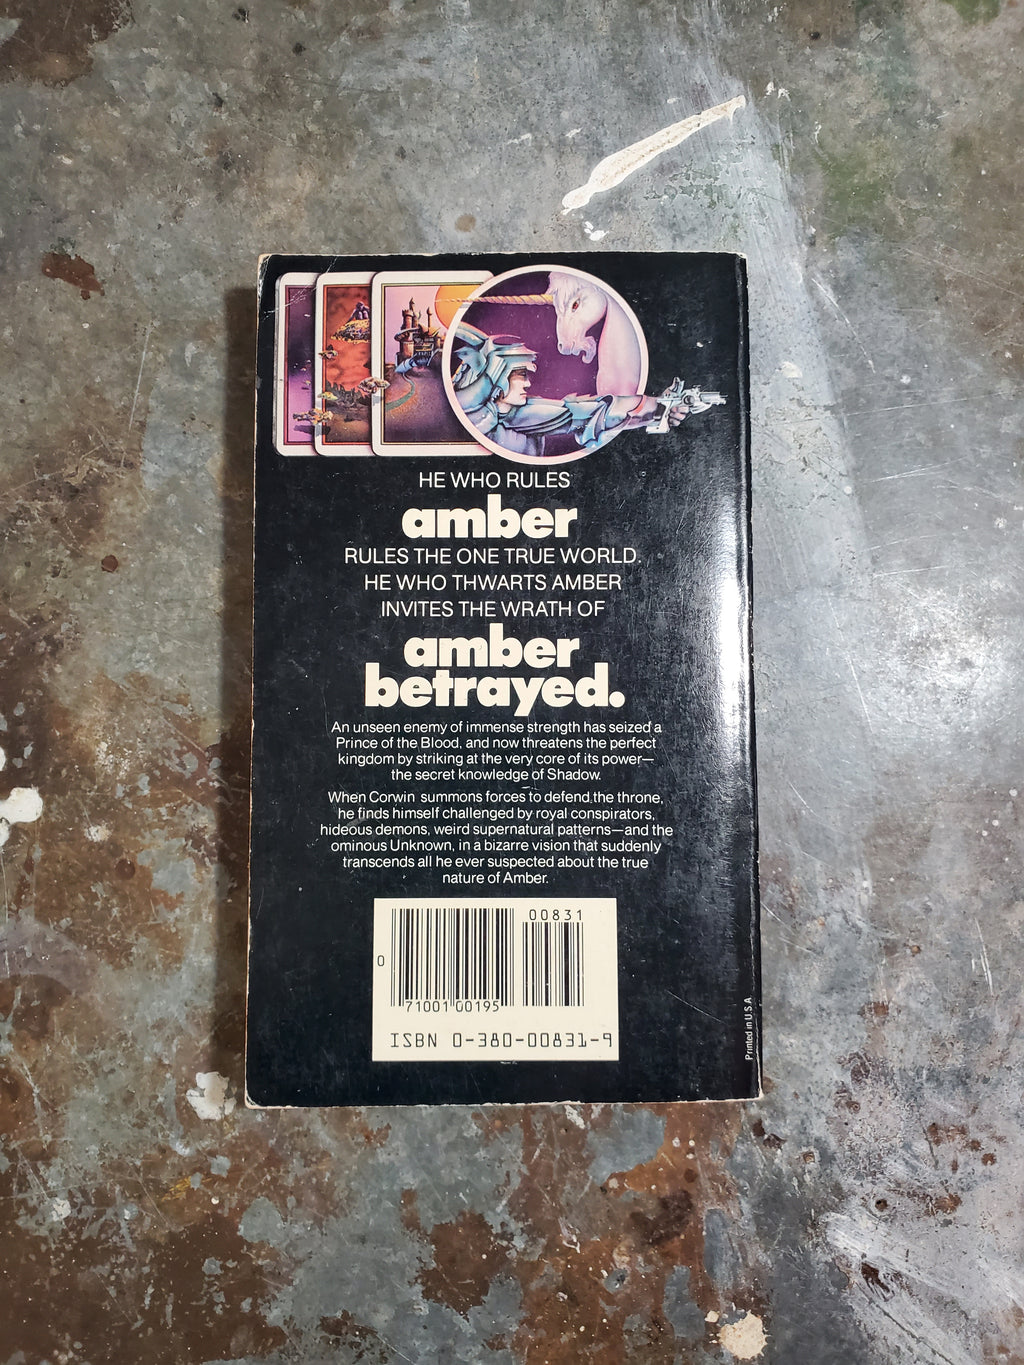 HE WHO RULES
amber
RULES THE ONE TRUE WORLD.
HE WHO THWARTS AMBER
INVITES THE WRATH OF
amber
betrayed.
An unseen enemy of immense strength has seized a
Prince of the Blood, and now threatens the perfect
kingdom by striking at the very core of its power—
the secret knowledge of Shadow.
When Corwin summons forces to defend the throne,
he finds himself challenged by royal conspirators,
hideous demons, weird supernatural patterns—and the
ominous Unknown, in a bizarre vision that suddenly
transcends all he ever suspected about the true
nature of Amber.
00831
0
71001 00195
ISBN 0-380-00831-9
Printed in U.S.A.